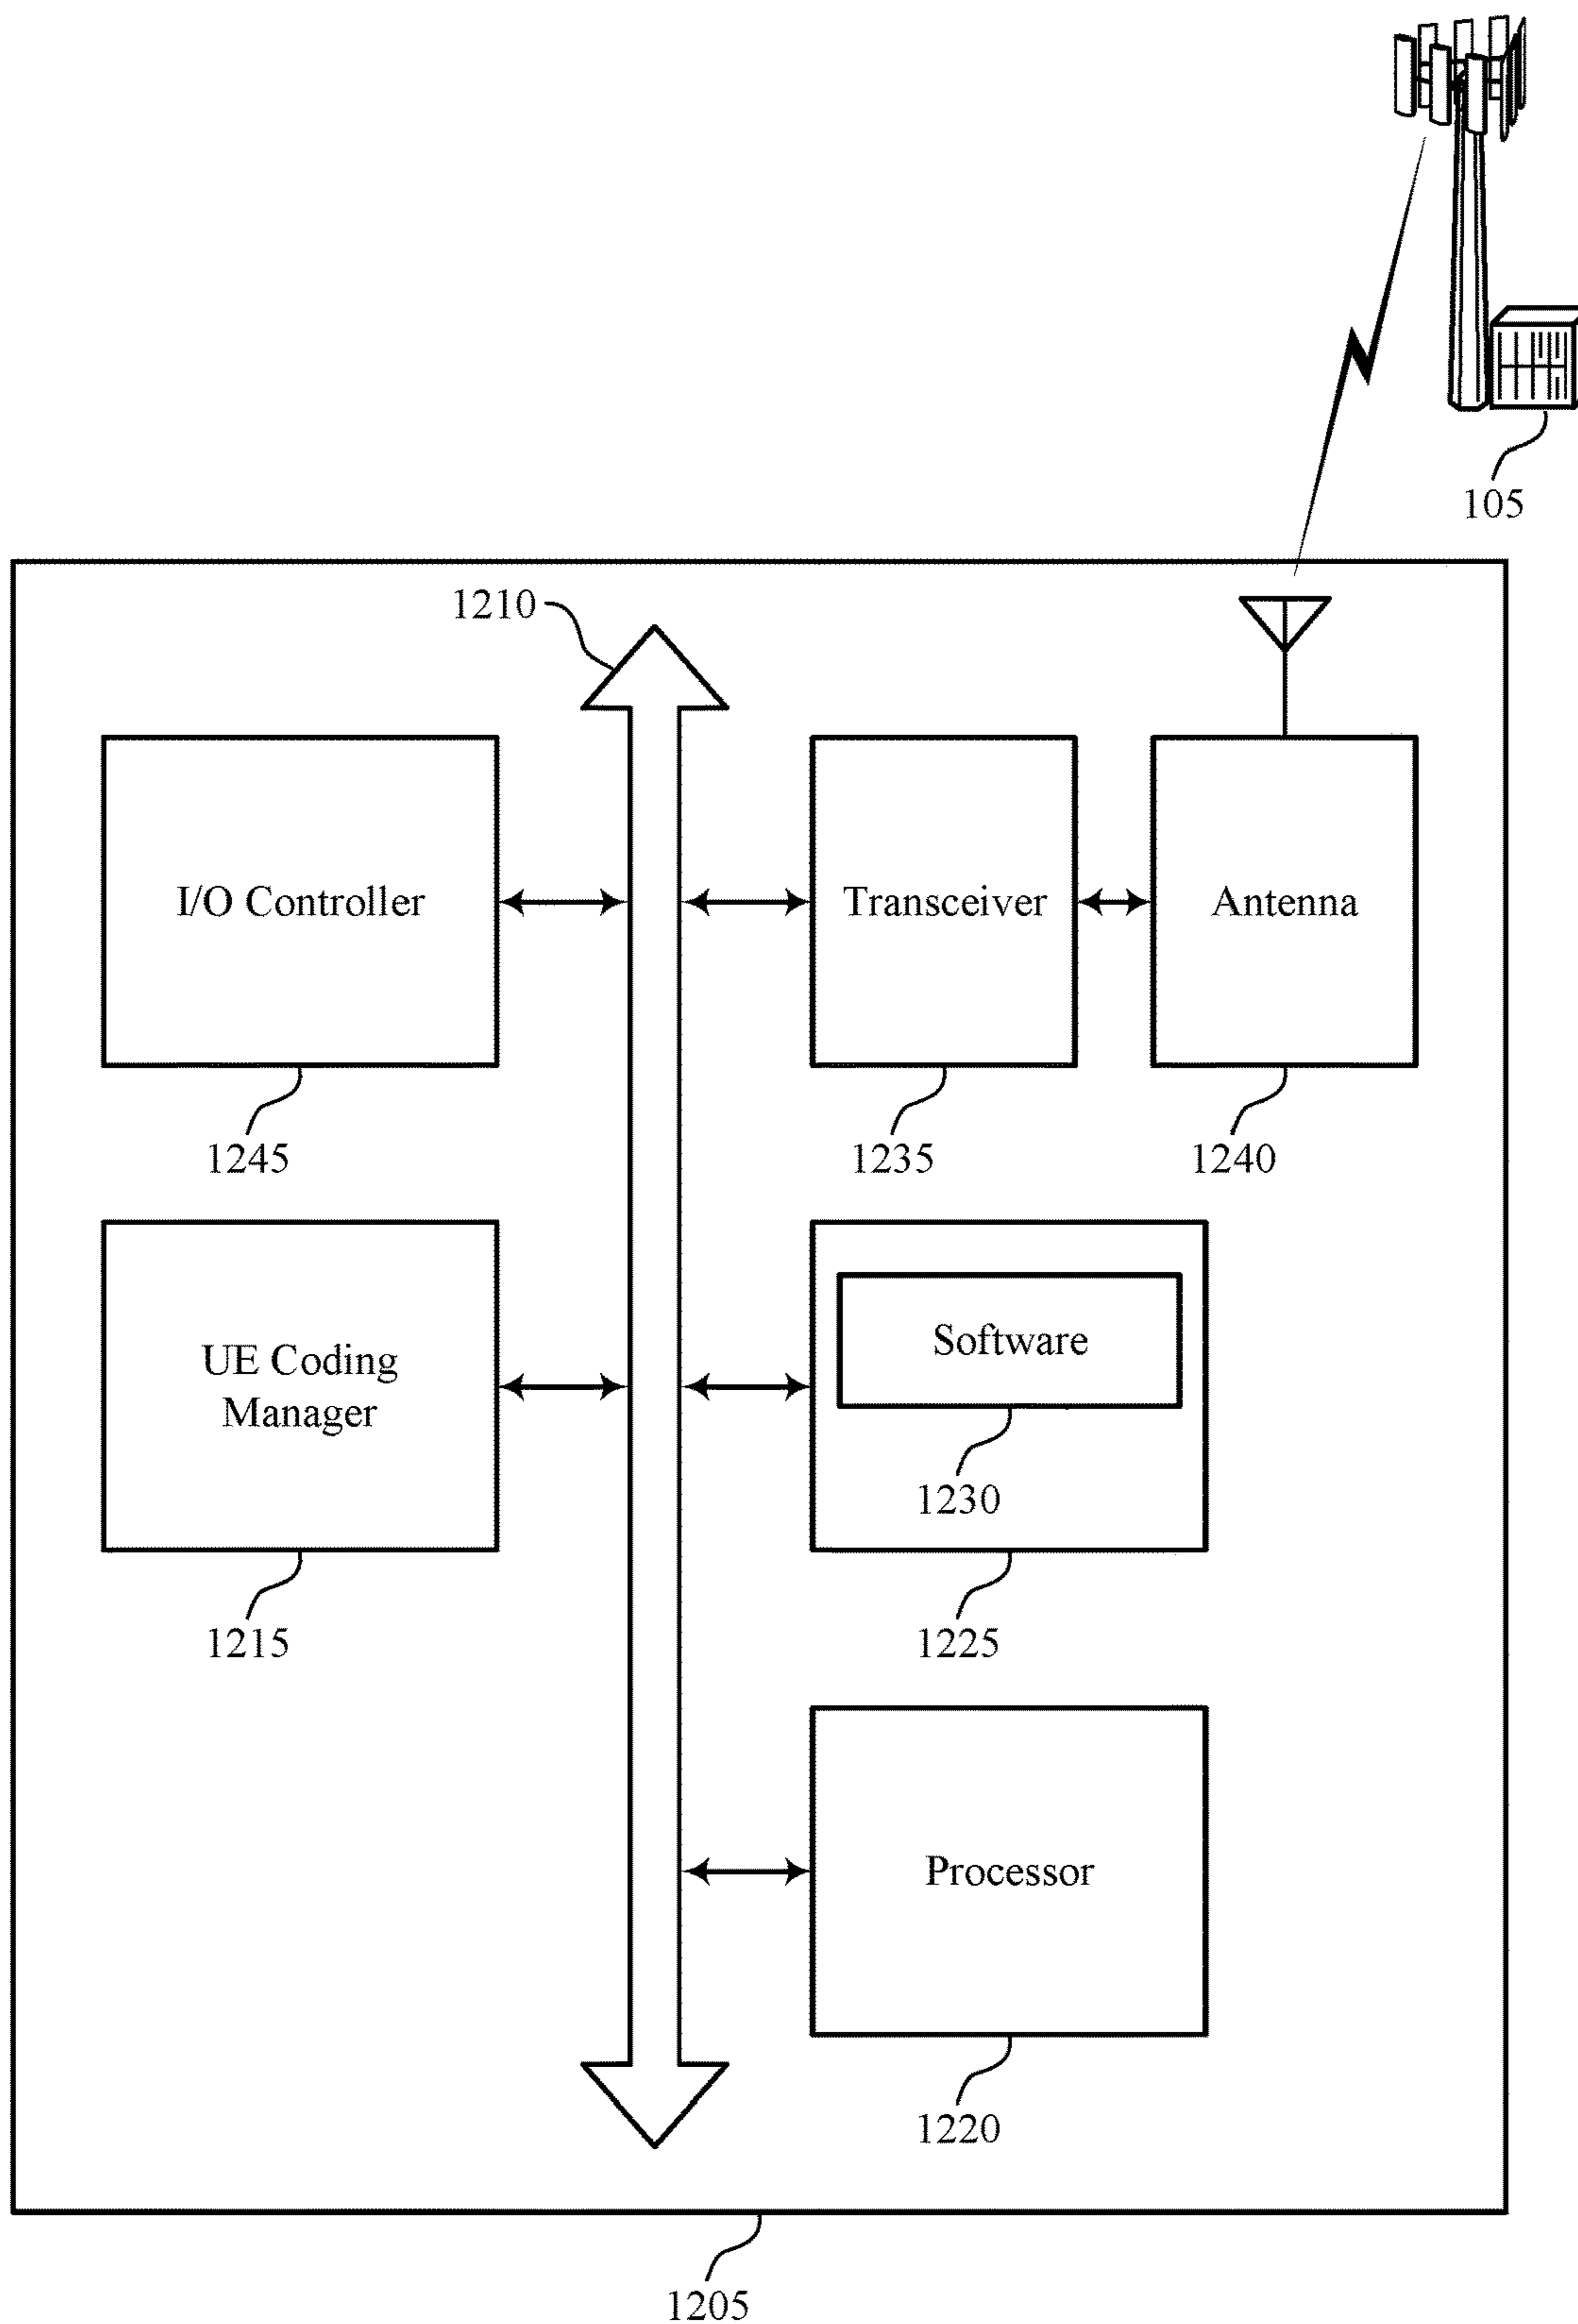 105
1210
I/O Controller
Transceiver
Antenna
1245
1235
1240
UE Coding
Manager
Software
1230
1215
1225
Processor
1220
1205